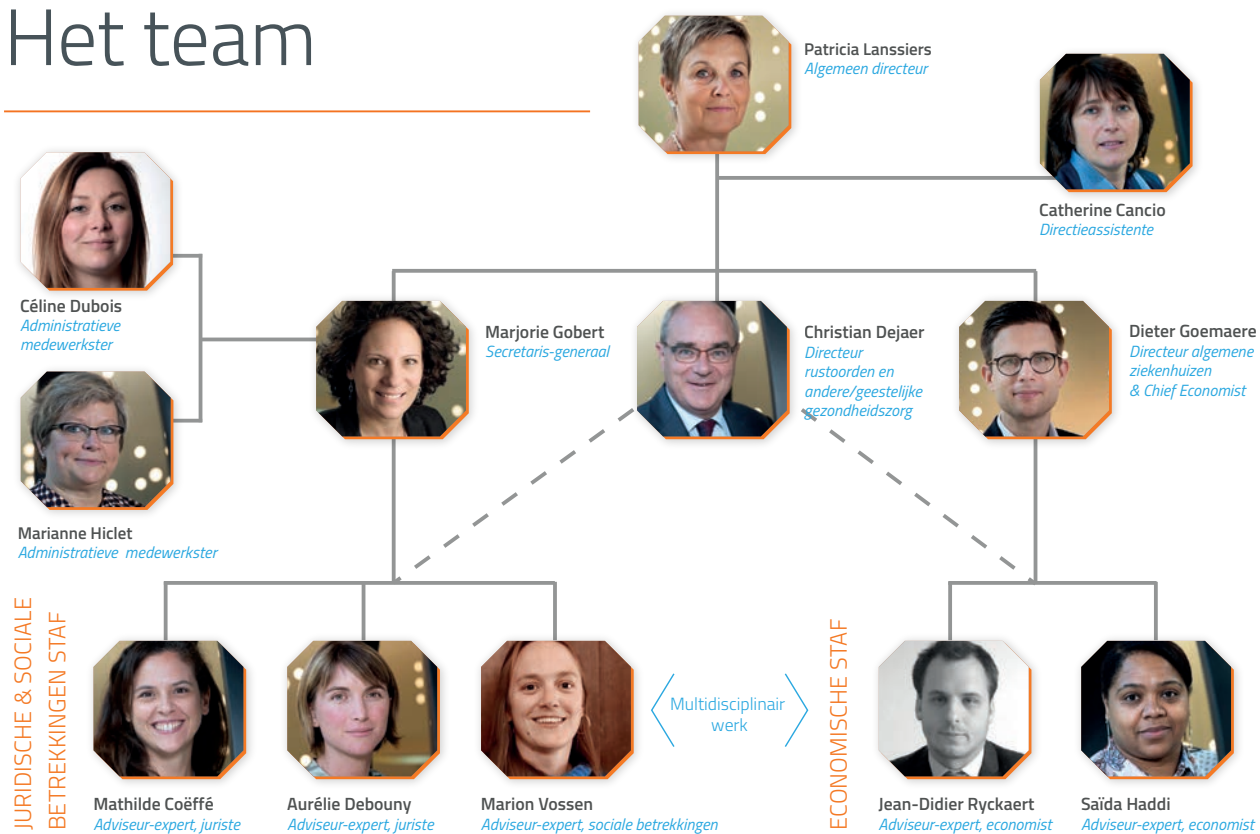 Het team
Patricia Lanssiers
Algemeen directeur
Catherine Cancio
Directieassistente
Céline Dubois
Administratieve
medewerkster
Marjorie Gobert
Secretaris-generaal
Christian Dejaer
Directeur
rustoorden en
andere/geestelijke
gezondheidszorg
Dieter Goemaere
Directeur algemene
ziekenhuizen
& Chief Economist
Marianne Hiclet
Administratieve medewerkster
JURIDISCHE & SOCIALE
BETREKKINGEN STAF
Mathilde Coëffé
Adviseur-expert, juriste
Aurélie Debouny
Adviseur-expert, juriste
Marion Vossen
Adviseur-expert, sociale betrekkingen
Multidisciplinair
werk
ECONOMISCHE STAF
Jean-Didier Ryckaert
Adviseur-expert, economist
Saïda Haddi
Adviseur-expert, economist